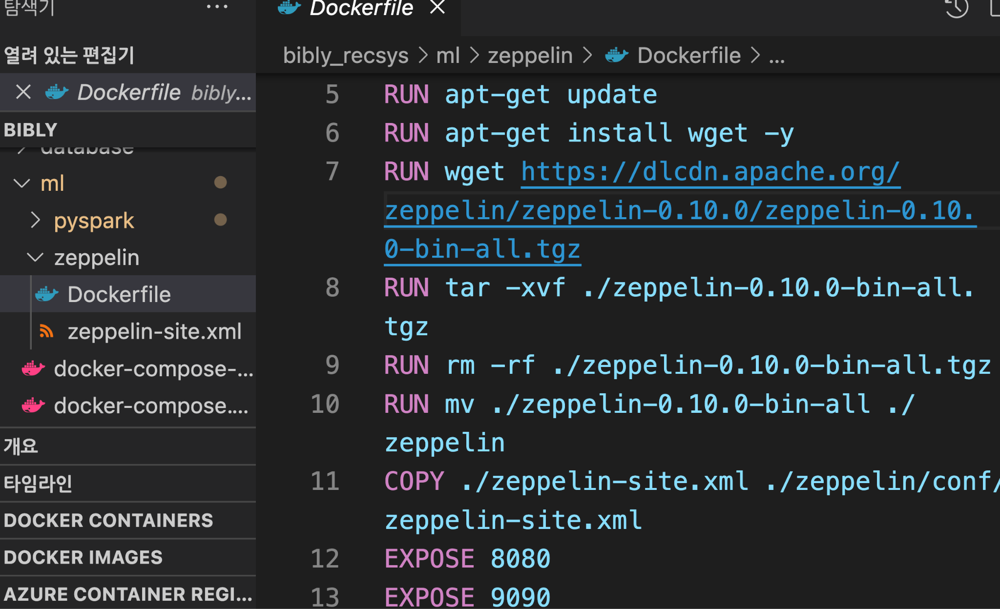 탐색기 ···
열려 있는 편집기
Dockerfile bibly...
BIBLY
database
ml
pyspark
zeppelin
Dockerfile
zeppelin-site.xml
docker-compose-...
docker-compose....
개요
타임라인
DOCKER CONTAINERS
DOCKER IMAGES
AZURE CONTAINER REGI...
Dockerfile
bibly_recsys > ml > zeppelin > Dockerfile > ...
5 RUN apt-get update
6 RUN apt-get install wget -y
7 RUN wget https://dlcdn.apache.org/
zeppelin/zeppelin-0.10.0/zeppelin-0.10.
0-bin-all.tgz
8 RUN tar -xvf ./zeppelin-0.10.0-bin-all.
tgz
9 RUN rm -rf ./zeppelin-0.10.0-bin-all.tgz
10 RUN mv ./zeppelin-0.10.0-bin-all ./
zeppelin
11 COPY ./zeppelin-site.xml ./zeppelin/conf/
zeppelin-site.xml
12 EXPOSE 8080
13 EXPOSE 9090